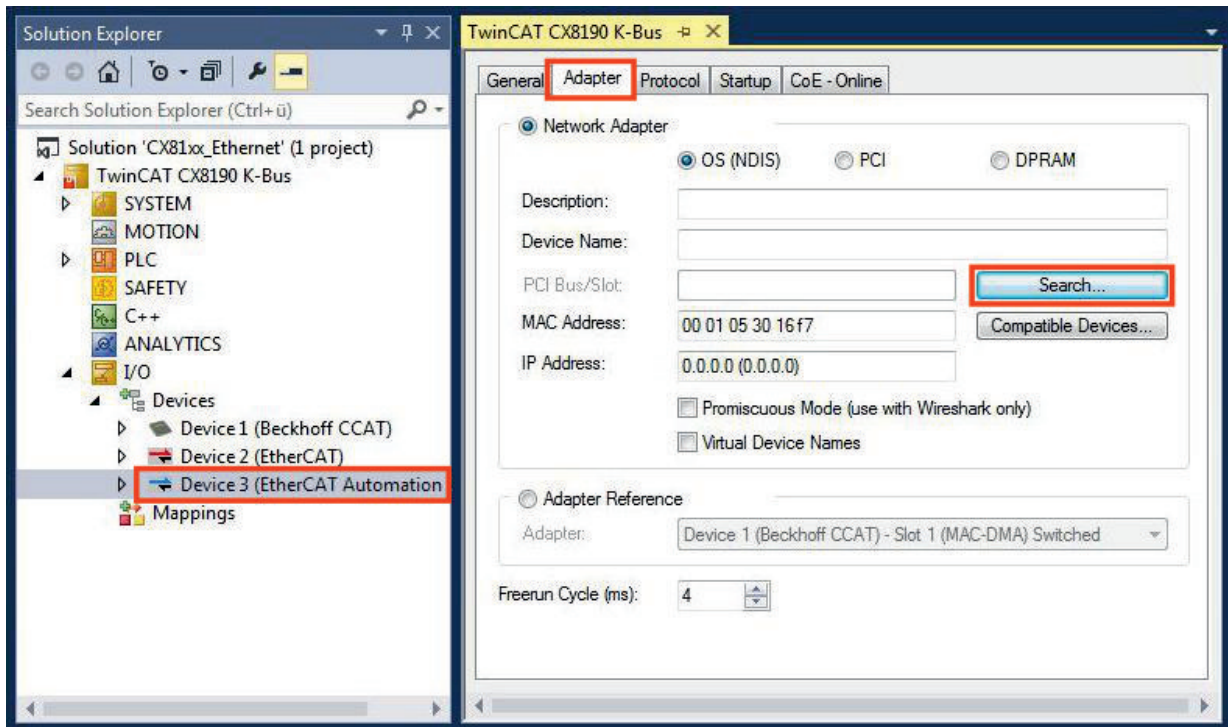 Solution Explorer
Search Solution Explorer (Ctrl+ü)
Solution 'CX81xx_Ethernet' (1 project)
TwinCAT CX8190 K-Bus
SYSTEM
MOTION
PLC
SAFETY
C++
ANALYTICS
I/O
Devices
Device 1 (Beckhoff CCAT)
Device 2 (EtherCAT)
Device 3 (EtherCAT Automation
Mappings
TwinCAT CX8190 K-Bus
General Adapter Protocol Startup CoE - Online
Network Adapter
OS (NDIS) PCI DPRAM
Description:
Device Name:
PCI Bus/Slot: Search...
MAC Address: 00 01 05 30 16 f7 Compatible Devices...
IP Address: 0.0.0.0 (0.0.0.0)
Promiscuous Mode (use with Wireshark only)
Virtual Device Names
Adapter Reference
Adapter: Device 1 (Beckhoff CCAT) - Slot 1 (MAC-DMA) Switched
Freerun Cycle (ms): 4